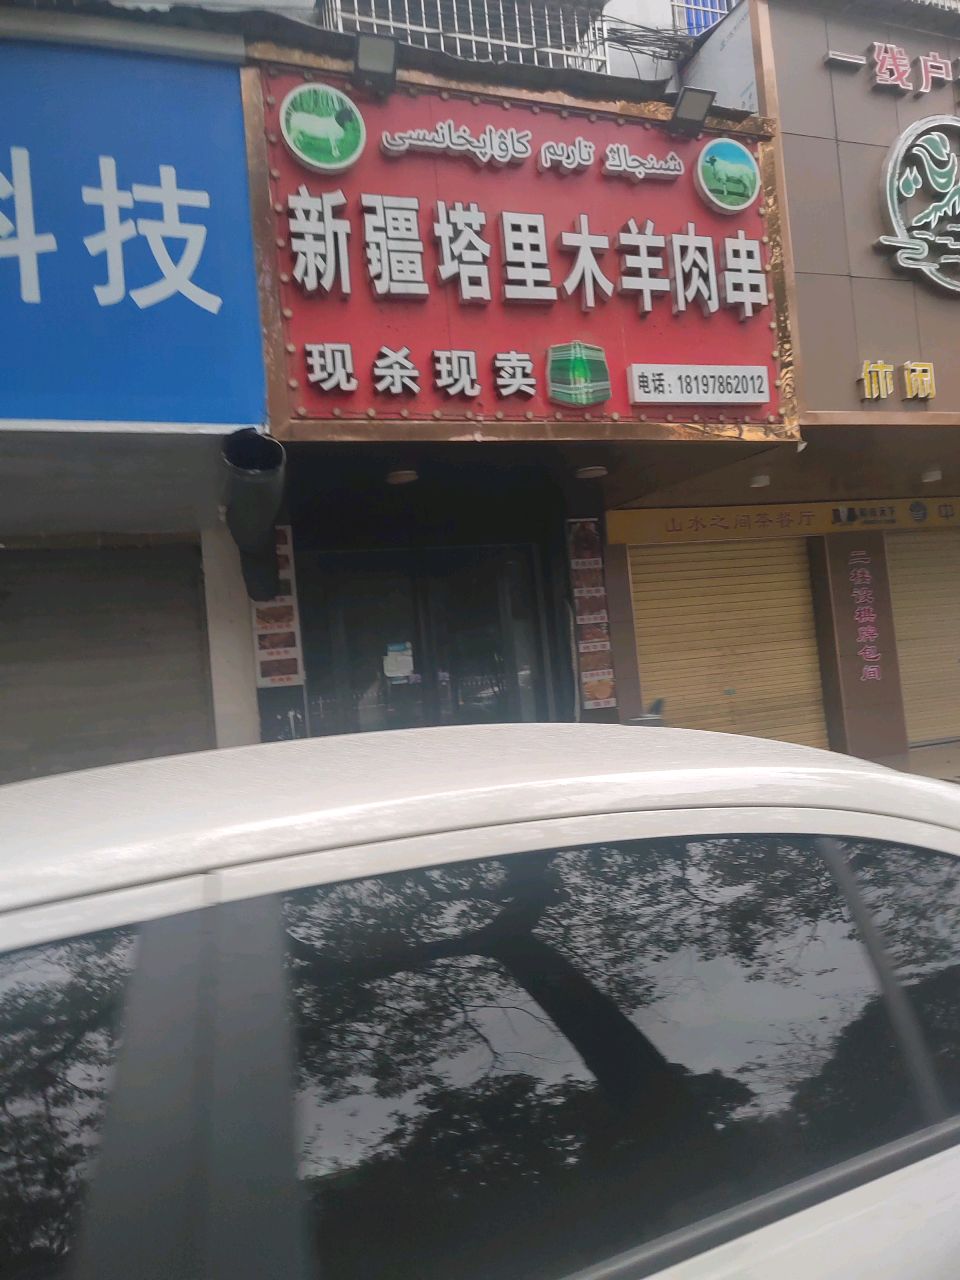 شىنجاڭ تارىم كاۋاپخانىسى
新疆塔里木羊肉串
现杀现卖
电话：18197862012
科技
一线户
休闲
山水之间茶餐厅
中
二楼设棋牌包间